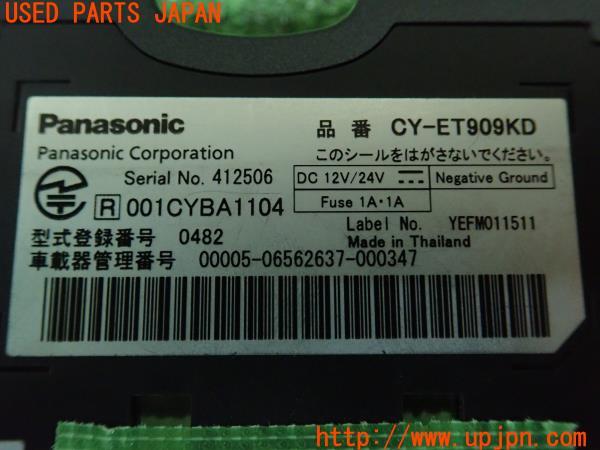 USED PARTS JAPAN
Panasonic 品番 CY-ET909KD
Panasonic Corporation このシールをはがさないでください。
Serial No. 412506 DC 12V/24V Negative Ground
R 001CYBA1104 Fuse 1A・1A
Label No. YEFM011511
型式登録番号 0482 Made in Thailand
車載器管理番号 00005-06562637-000347
UPJ http://www.upjpn.com